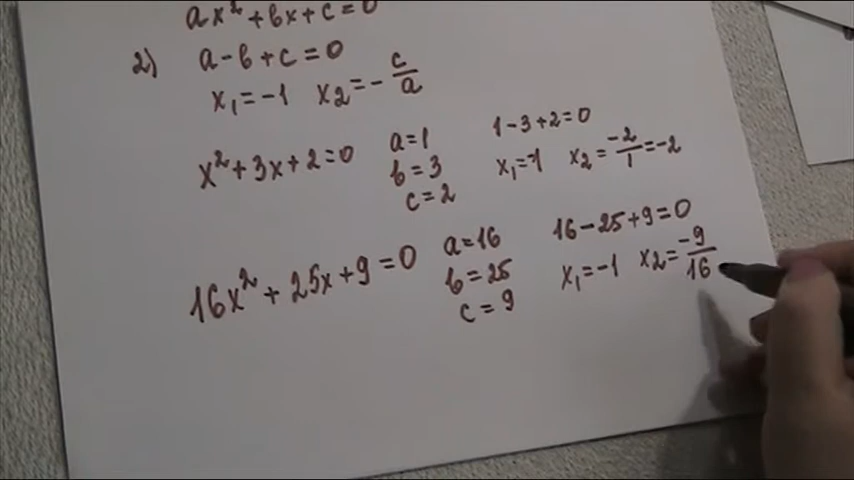 ax² + bx + c = 0
2) a - b + c = 0
x₁ = -1 x₂ = - c/a
x² + 3x + 2 = 0
a = 1
b = 3
c = 2
1 - 3 + 2 = 0
x₁ = -1 x₂ = -2/1 = -2
16x² + 25x + 9 = 0
a = 16
b = 25
c = 9
16 - 25 + 9 = 0
x₁ = -1 x₂ = -9/16